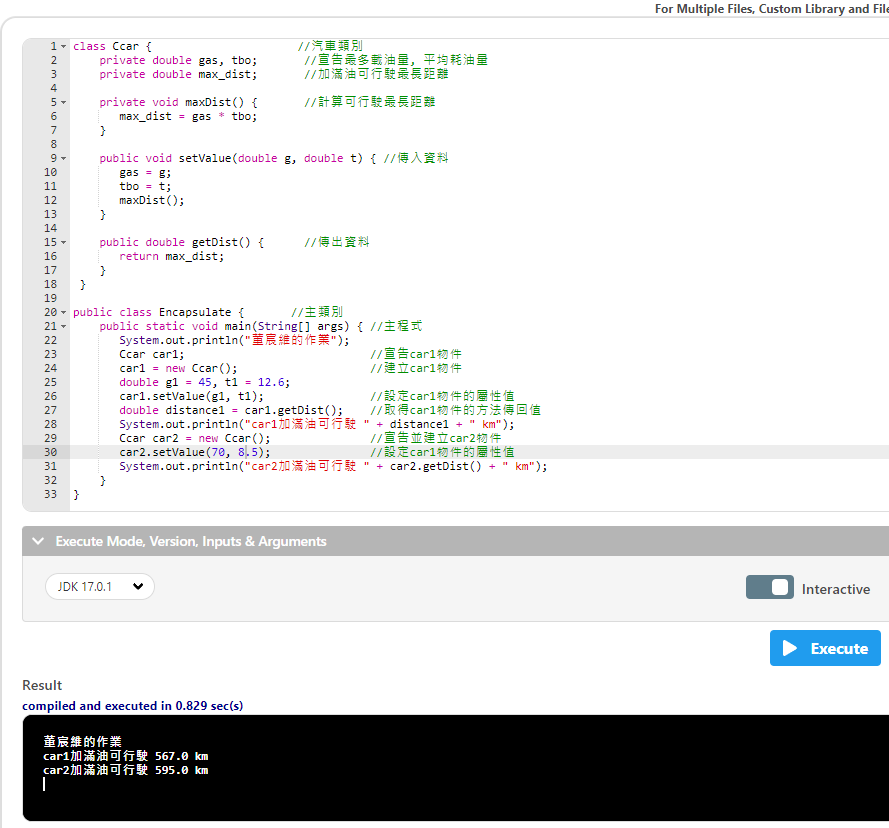 For Multiple Files, Custom Library and File
1 class Ccar { //汽車類別
2 private double gas, tbo; //宣告最多載油量, 平均耗油量
3 private double max_dist; //加滿油可行駛最長距離
4
5 private void maxDist() { //計算可行駛最長距離
6 max_dist = gas * tbo;
7 }
8
9 public void setValue(double g, double t) { //傳入資料
10 gas = g;
11 tbo = t;
12 maxDist();
13 }
14
15 public double getDist() { //傳出資料
16 return max_dist;
17 }
18 }
19
20 public class Encapsulate { //主類別
21 public static void main(String[] args) { //主程式
22 System.out.println("董宸維的作業");
23 Ccar car1; //宣告car1物件
24 car1 = new Ccar(); //建立car1物件
25 double g1 = 45, t1 = 12.6;
26 car1.setValue(g1, t1); //設定car1物件的屬性值
27 double distance1 = car1.getDist(); //取得car1物件的方法傳回值
28 System.out.println("car1加滿油可行駛 " + distance1 + " km");
29 Ccar car2 = new Ccar(); //宣告並建立car2物件
30 car2.setValue(70, 8.5); //設定car1物件的屬性值
31 System.out.println("car2加滿油可行駛 " + car2.getDist() + " km");
32 }
33 }
Execute Mode, Version, Inputs & Arguments
JDK 17.0.1
Interactive
Execute
Result
compiled and executed in 0.829 sec(s)
董宸維的作業
car1加滿油可行駛 567.0 km
car2加滿油可行駛 595.0 km